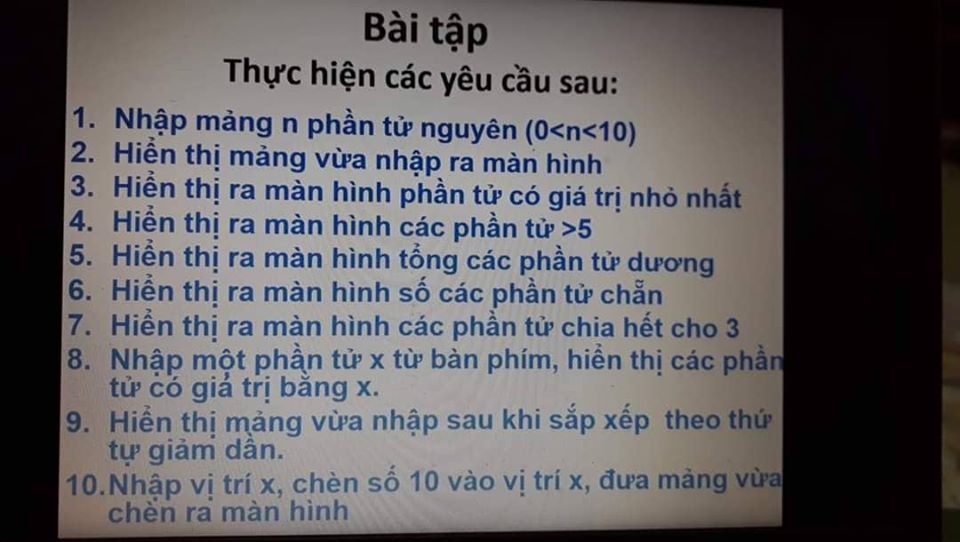 Bài tập
Thực hiện các yêu cầu sau:
1. Nhập mảng n phần tử nguyên (0<n<10)
2. Hiển thị mảng vừa nhập ra màn hình
3. Hiển thị ra màn hình phần tử có giá trị nhỏ nhất
4. Hiển thị ra màn hình các phần tử >5
5. Hiển thị ra màn hình tổng các phần tử dương
6. Hiển thị ra màn hình số các phần tử chẵn
7. Hiển thị ra màn hình các phần tử chia hết cho 3
8. Nhập một phần tử x từ bàn phím, hiển thị các phần
tử có giá trị bằng x.
9. Hiển thị mảng vừa nhập sau khi sắp xếp theo thứ
tự giảm dần.
10.Nhập vị trí x, chèn số 10 vào vị trí x, đưa mảng vừa
chèn ra màn hình